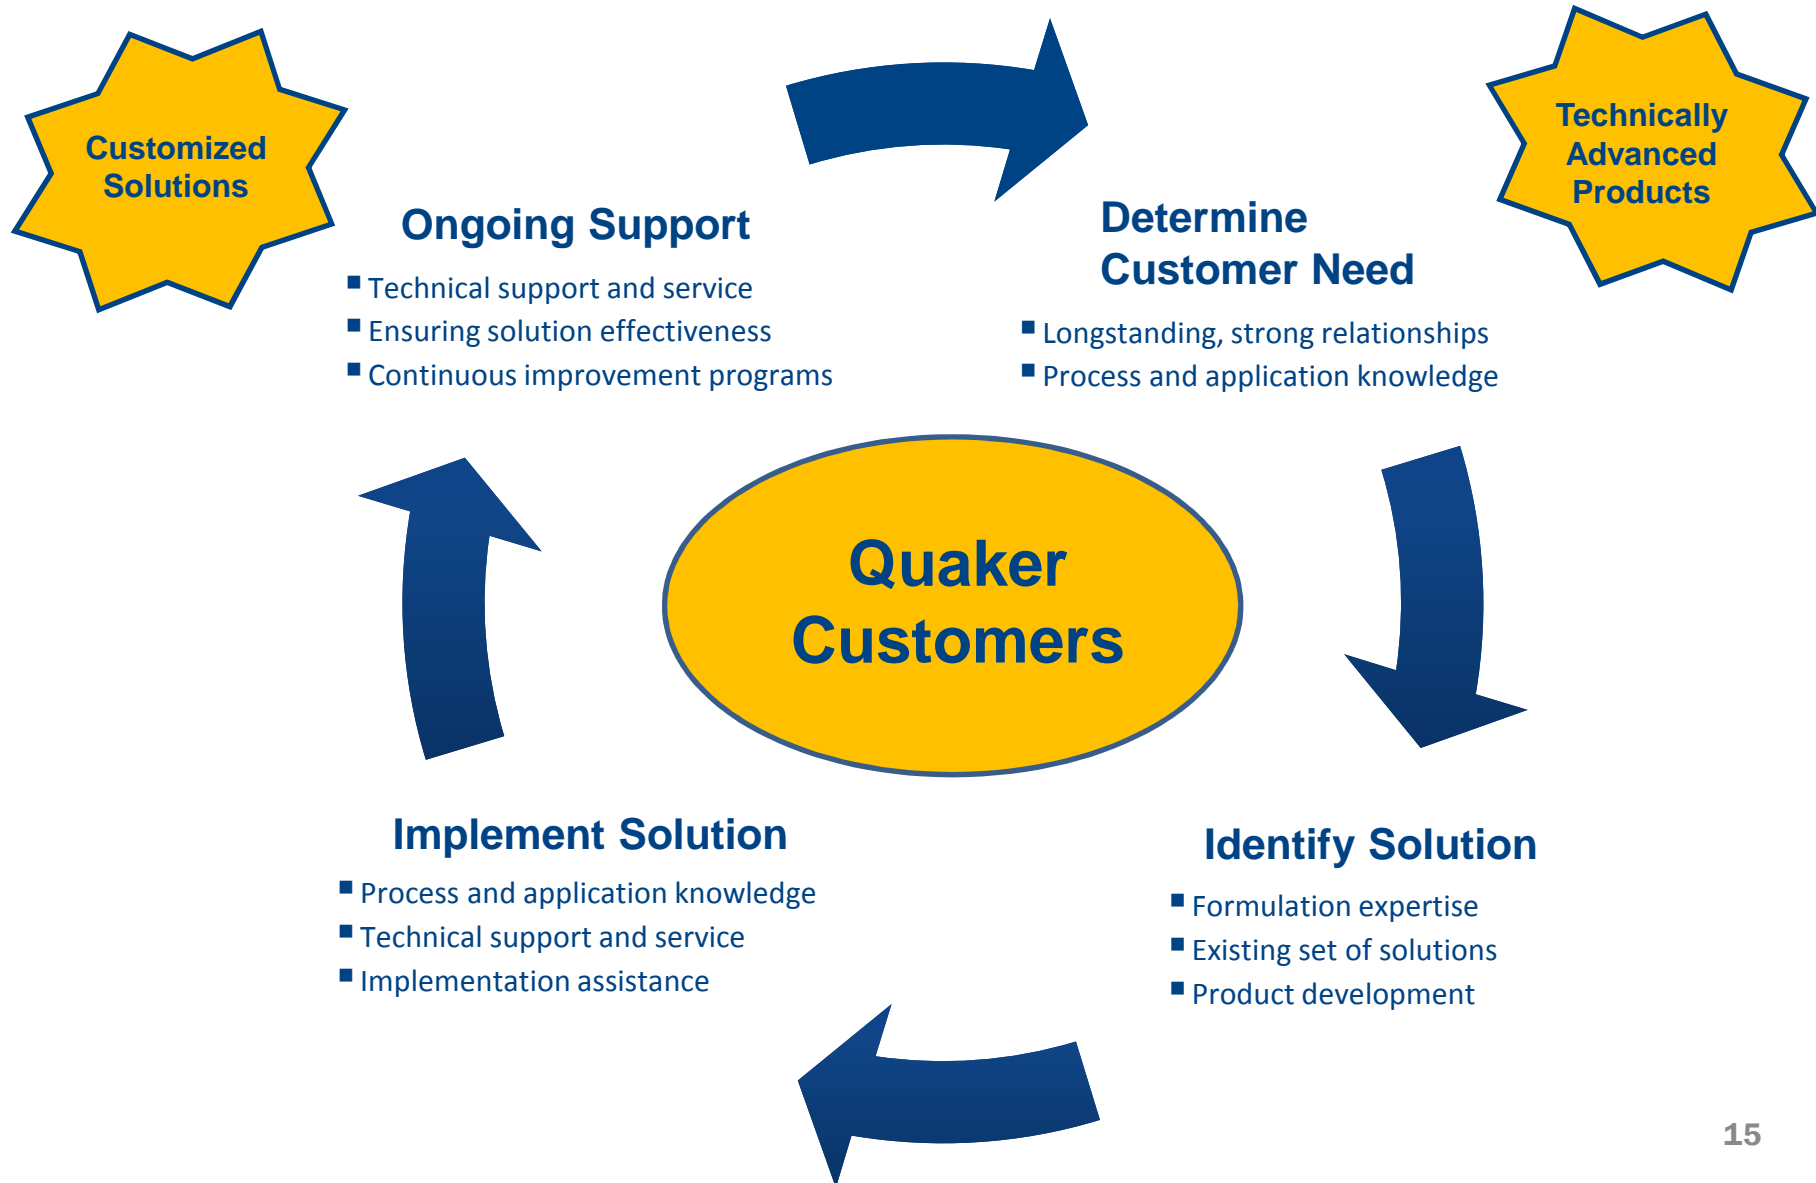 Customized
Solutions
Technically
Advanced
Products
Ongoing Support
▪ Technical support and service
▪ Ensuring solution effectiveness
▪ Continuous improvement programs
Determine
Customer Need
▪ Longstanding, strong relationships
▪ Process and application knowledge
Quaker
Customers
Implement Solution
▪ Process and application knowledge
▪ Technical support and service
▪ Implementation assistance
Identify Solution
▪ Formulation expertise
▪ Existing set of solutions
▪ Product development
15